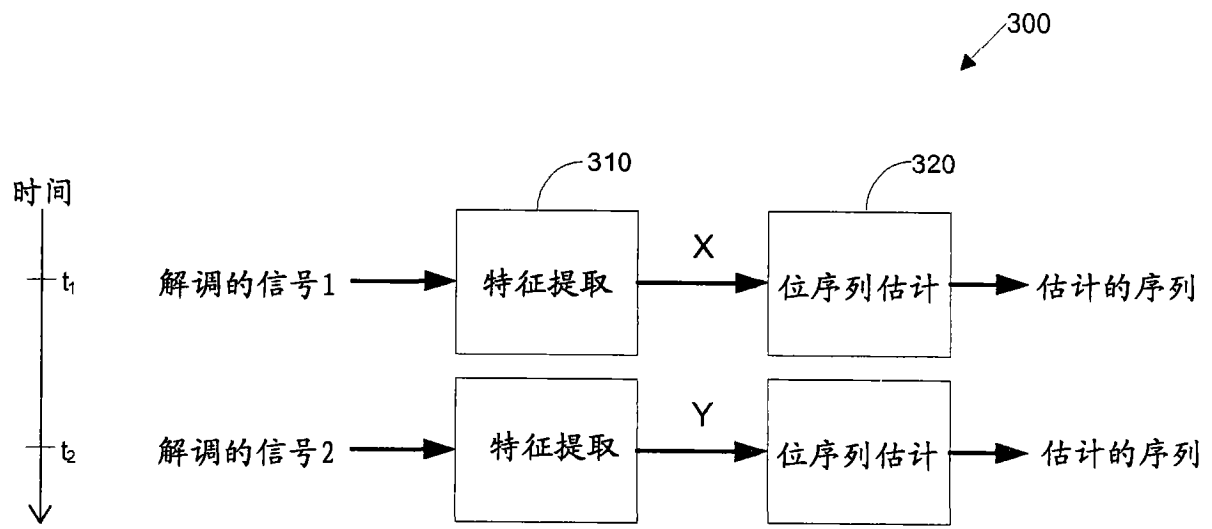 300
310
320
时间
X
t₁
解调的信号1
特征提取
位序列估计
估计的序列
Y
t₂
解调的信号2
特征提取
位序列估计
估计的序列